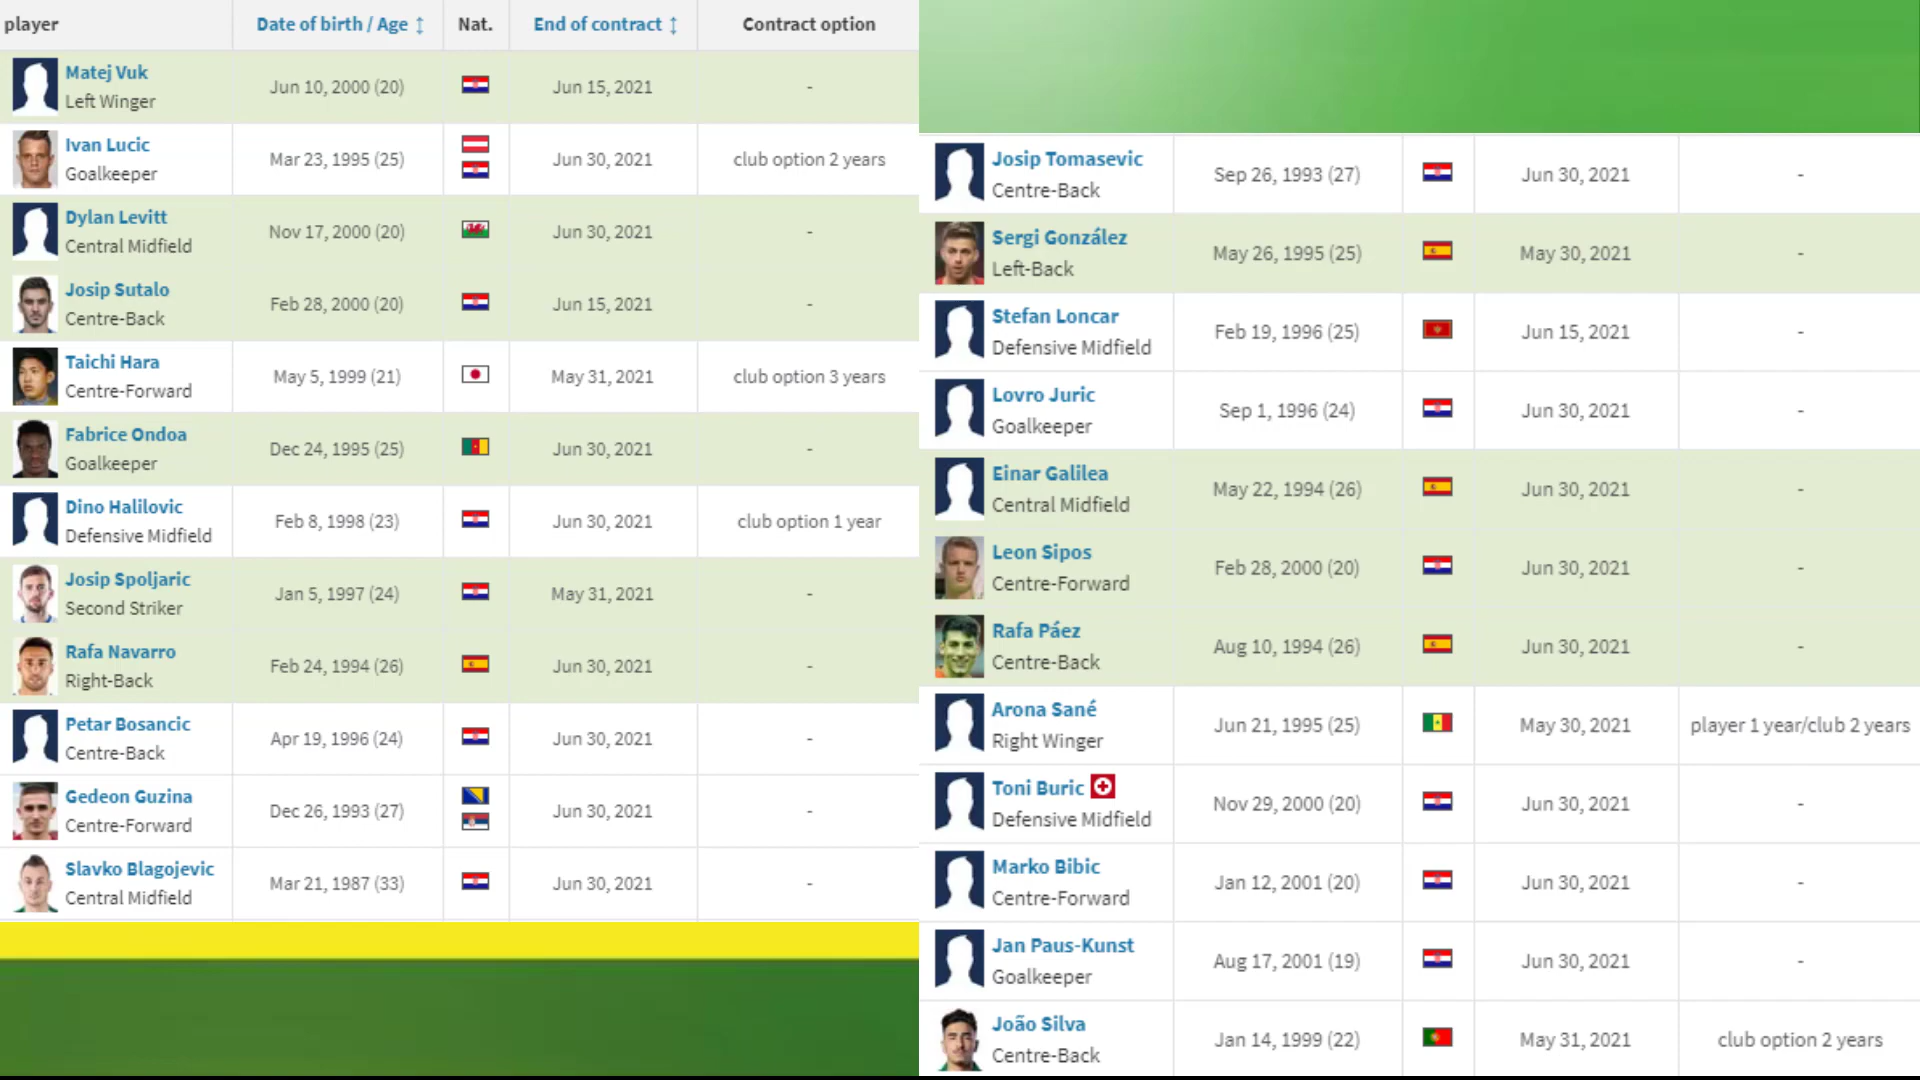 player Date of birth / Age Nat. End of contract Contract option
Matej Vuk
Left Winger
Jun 10, 2000 (20) Jun 15, 2021 -
Ivan Lucic
Goalkeeper
Mar 23, 1995 (25) Jun 30, 2021 club option 2 years
Dylan Levitt
Central Midfield
Nov 17, 2000 (20) Jun 30, 2021 -
Josip Sutalo
Centre-Back
Feb 28, 2000 (20) Jun 15, 2021 -
Taichi Hara
Centre-Forward
May 5, 1999 (21) May 31, 2021 club option 3 years
Fabrice Ondoa
Goalkeeper
Dec 24, 1995 (25) Jun 30, 2021 -
Dino Halilovic
Defensive Midfield
Feb 8, 1998 (23) Jun 30, 2021 club option 1 year
Josip Spoljaric
Second Striker
Jan 5, 1997 (24) May 31, 2021 -
Rafa Navarro
Right-Back
Feb 24, 1994 (26) Jun 30, 2021 -
Petar Bosancic
Centre-Back
Apr 19, 1996 (24) Jun 30, 2021 -
Gedeon Guzina
Centre-Forward
Dec 26, 1993 (27) Jun 30, 2021 -
Slavko Blagojevic
Central Midfield
Mar 21, 1987 (33) Jun 30, 2021 -
Josip Tomasevic
Centre-Back
Sep 26, 1993 (27) Jun 30, 2021 -
Sergi González
Left-Back
May 26, 1995 (25) May 30, 2021 -
Stefan Loncar
Defensive Midfield
Feb 19, 1996 (25) Jun 15, 2021 -
Lovro Juric
Goalkeeper
Sep 1, 1996 (24) Jun 30, 2021 -
Einar Galilea
Central Midfield
May 22, 1994 (26) Jun 30, 2021 -
Leon Sipos
Centre-Forward
Feb 28, 2000 (20) Jun 30, 2021 -
Rafa Páez
Centre-Back
Aug 10, 1994 (26) Jun 30, 2021 -
Arona Sané
Right Winger
Jun 21, 1995 (25) May 30, 2021 player 1 year/club 2 years
Toni Buric
Defensive Midfield
Nov 29, 2000 (20) Jun 30, 2021 -
Marko Bibic
Centre-Forward
Jan 12, 2001 (20) Jun 30, 2021 -
Jan Paus-Kunst
Goalkeeper
Aug 17, 2001 (19) Jun 30, 2021 -
João Silva
Centre-Back
Jan 14, 1999 (22) May 31, 2021 club option 2 years